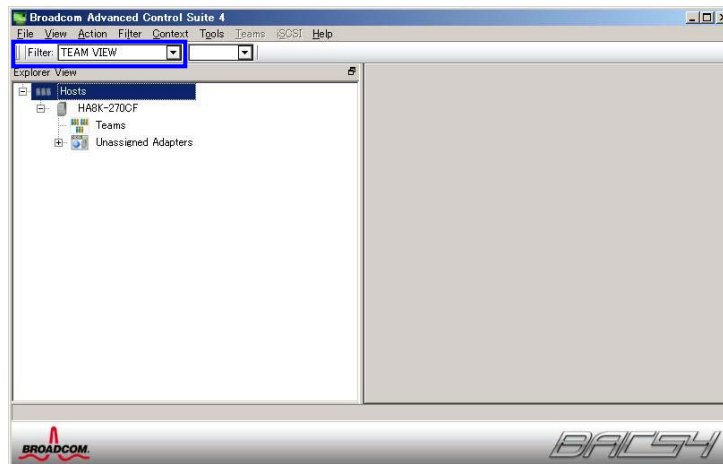 Broadcom Advanced Control Suite 4
File View Action Filter Context Tools Teams iSCSI Help
Filter: TEAM VIEW
Explorer View
Hosts
HA8K-270CF
Teams
Unassigned Adapters
BROADCOM.
BACS4